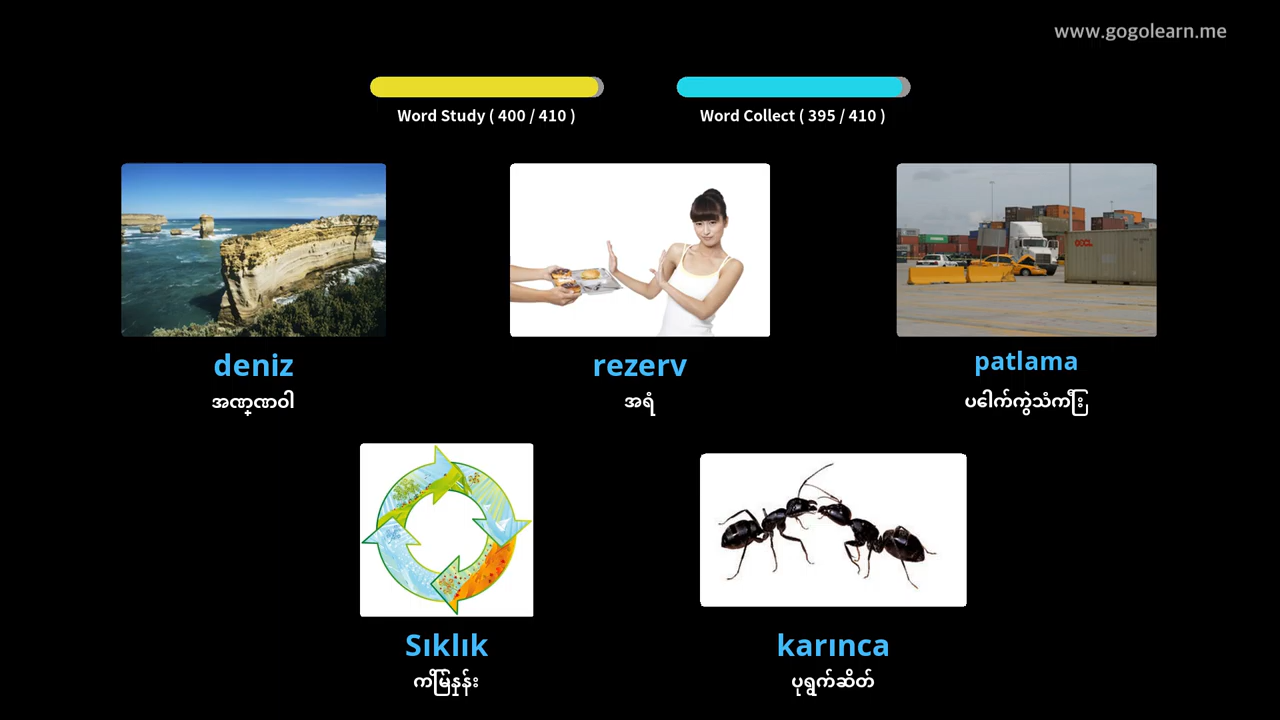 www.gogolearn.me
Word Study ( 400 / 410 )
Word Collect ( 395 / 410 )
deniz
rezerv
patlama
အဏ္ဏဝါ
အရံ
ပေါက်ကွဲသံကြီး
Sıklık
karınca
ကြိမ်နှုန်း
ပုရွက်ဆိတ်